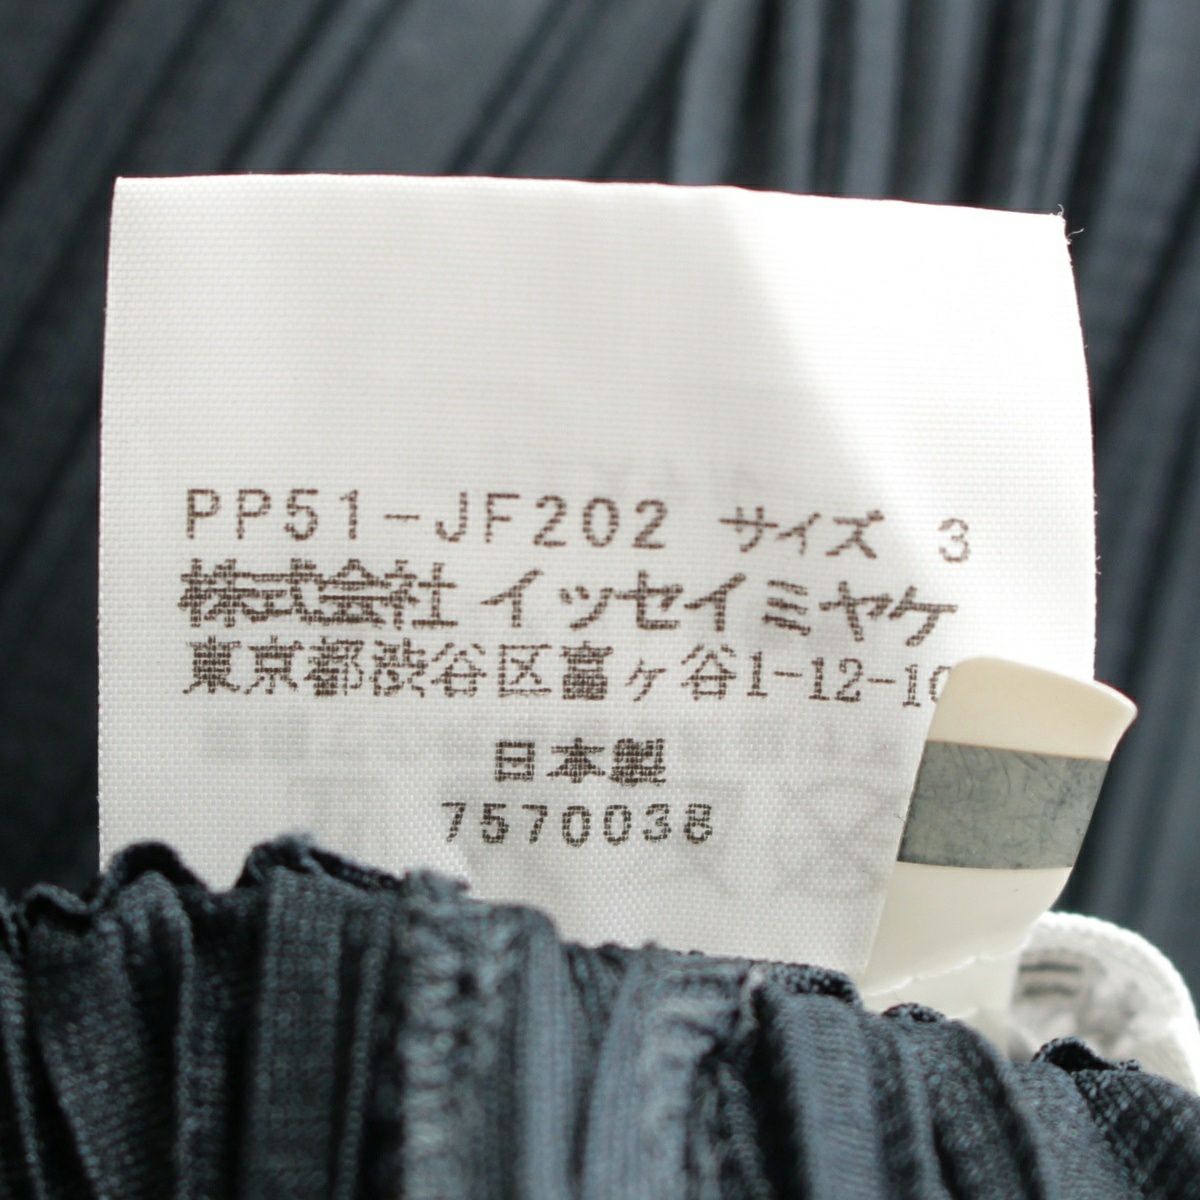 PP51-JF202 サイズ 3
株式会社 イッセイミヤケ
東京都渋谷区富ヶ谷1-12-10
日本製
7570038